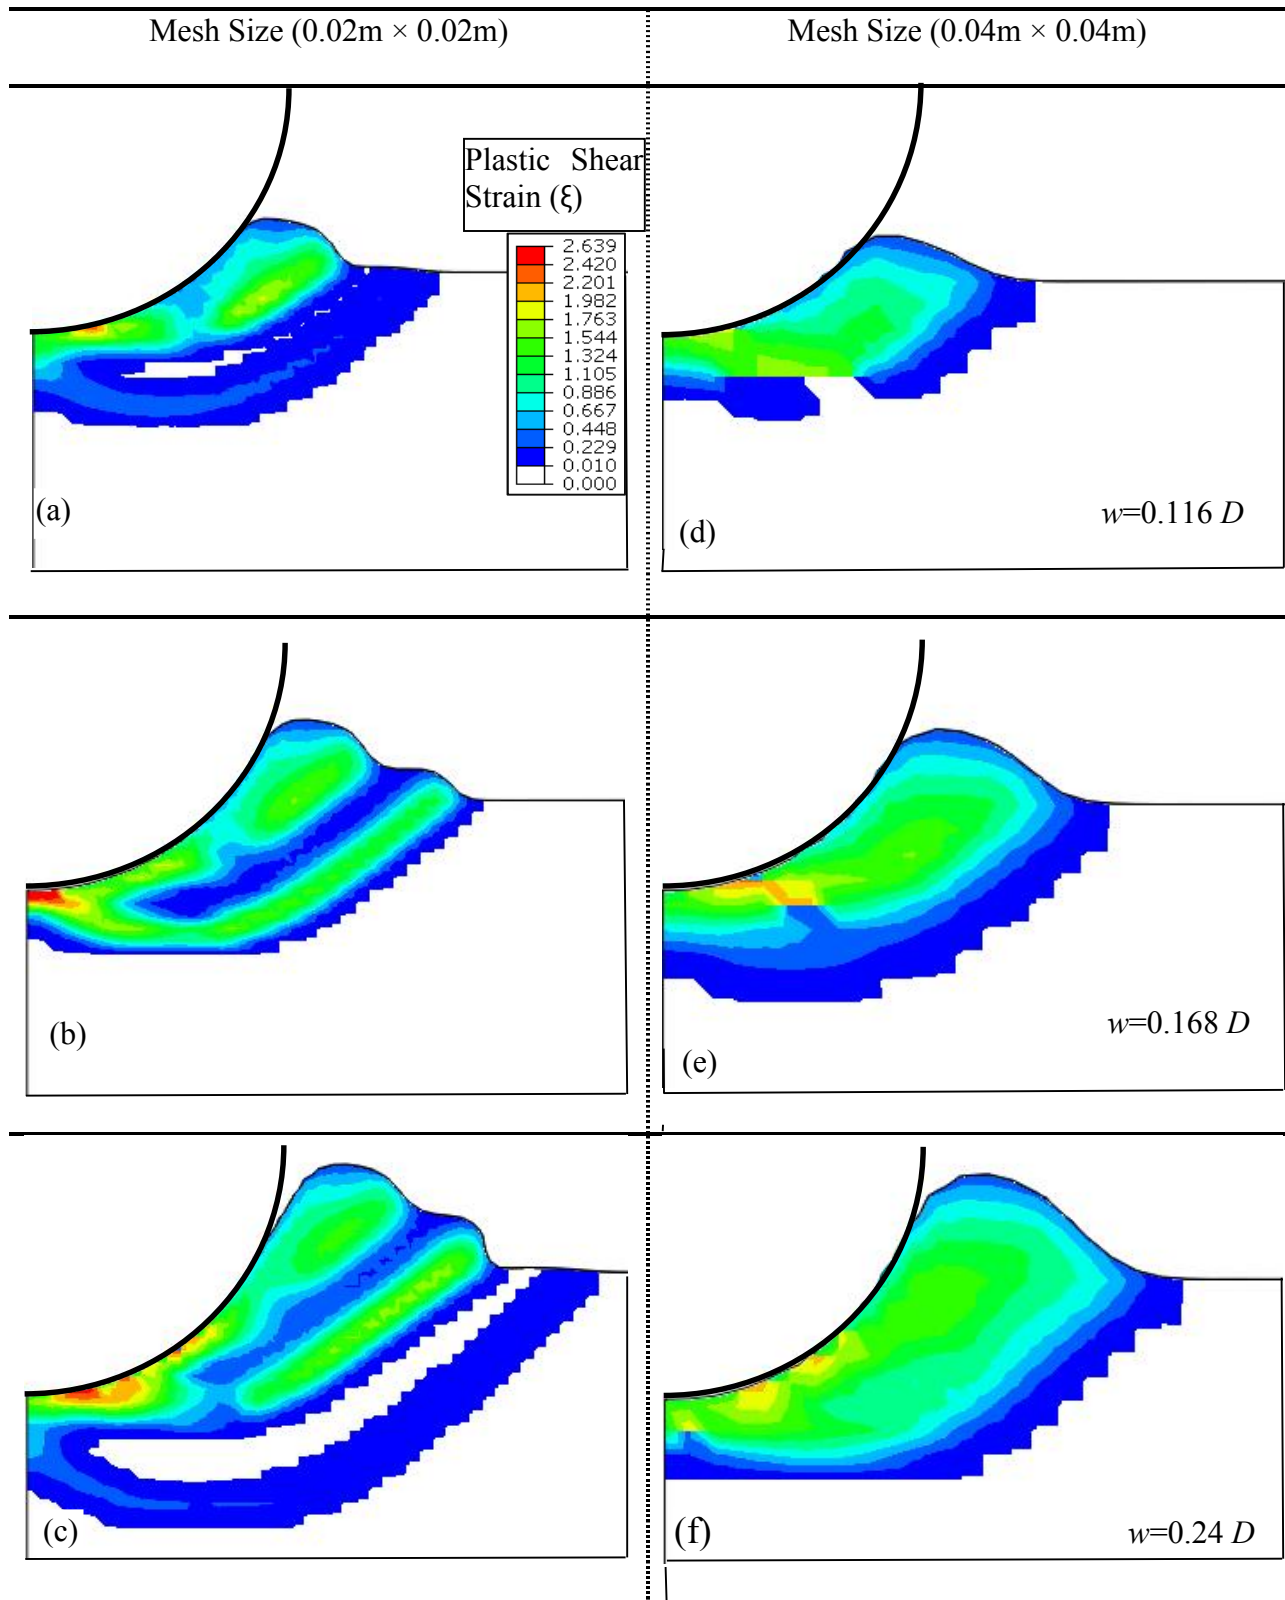 Mesh Size (0.02m × 0.02m)
Mesh Size (0.04m × 0.04m)
Plastic Shear
Strain (ξ)
2.639
2.420
2.201
1.982
1.763
1.544
1.324
1.105
0.886
0.667
0.448
0.229
0.010
0.000
(a)
(d)
w=0.116 D
(b)
(e)
w=0.168 D
(c)
(f)
w=0.24 D